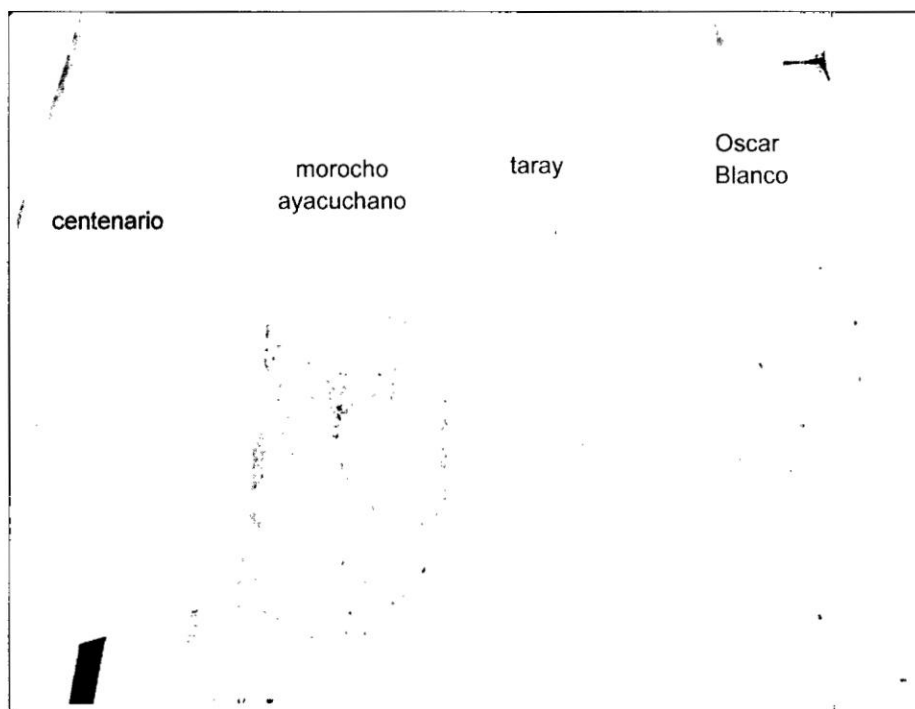 centenario
morocho
ayacuchano
taray
Oscar
Blanco